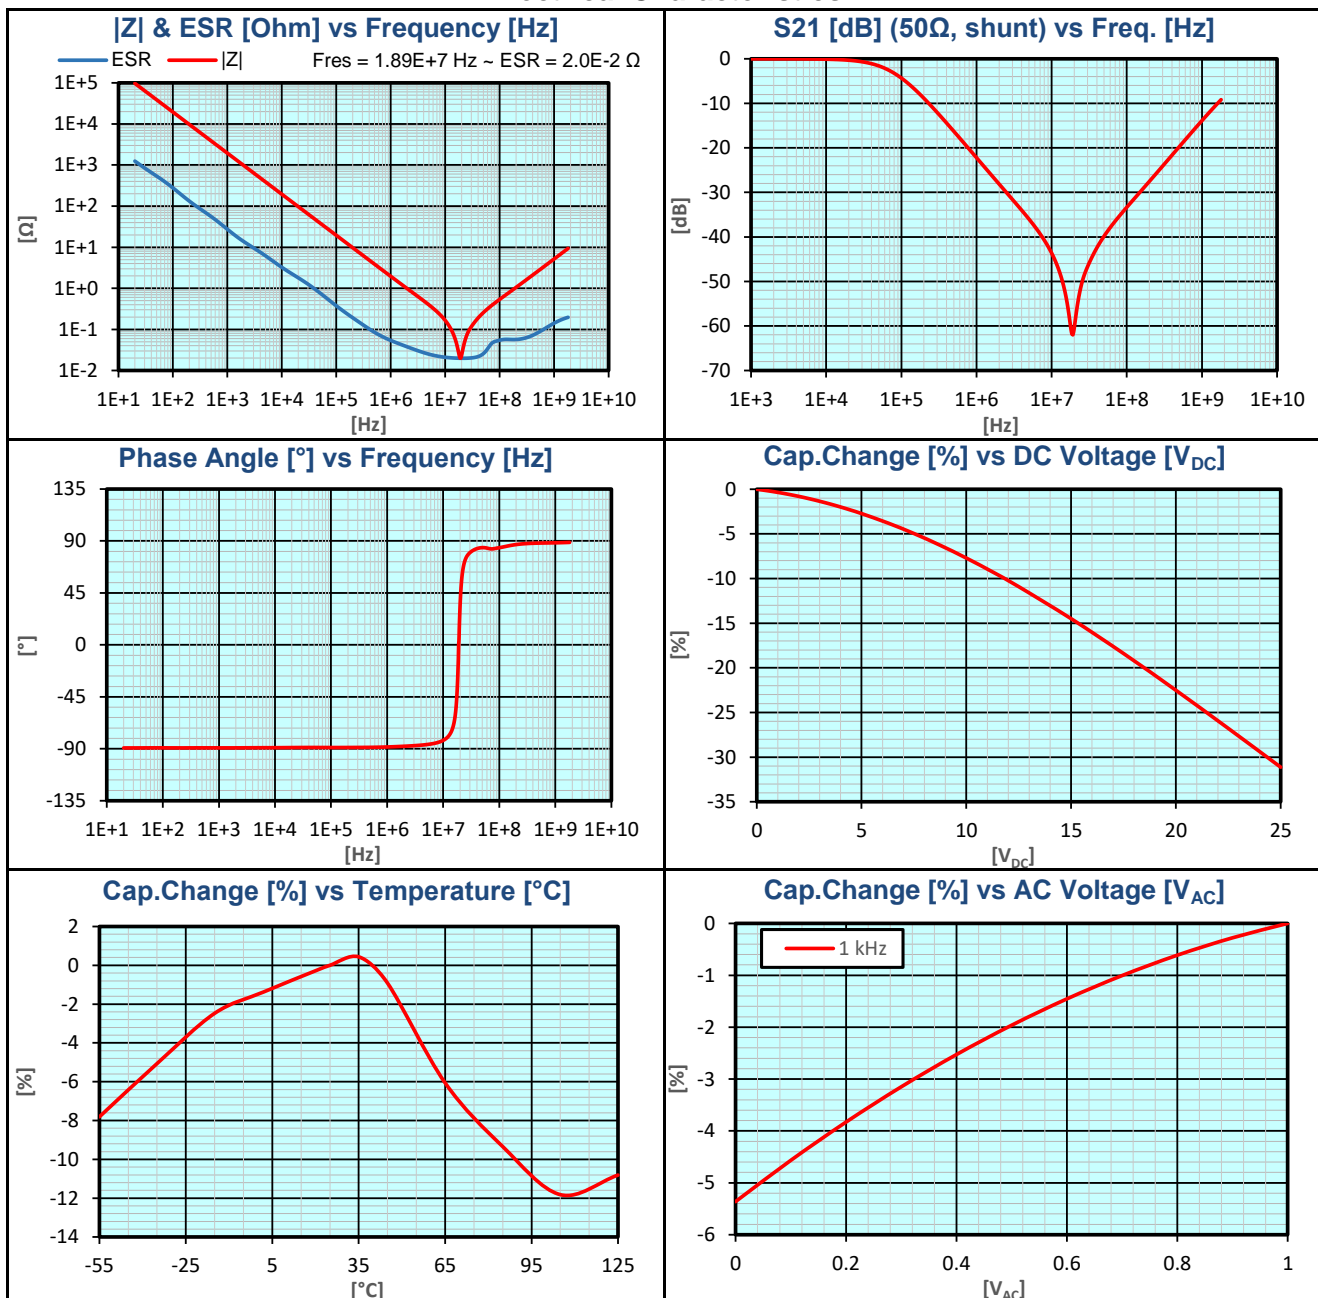 |Z| & ESR [Ohm] vs Frequency [Hz]
ESR |Z| Fres = 1.89E+7 Hz ~ ESR = 2.0E-2 Ω
1E+5
1E+4
1E+3
1E+2
1E+1
1E+0
1E-1
1E-2
[Ω]
1E+1 1E+2 1E+3 1E+4 1E+5 1E+6 1E+7 1E+8 1E+9 1E+10
[Hz]
S21 [dB] (50Ω, shunt) vs Freq. [Hz]
0
-10
-20
-30
-40
-50
-60
-70
[dB]
1E+3 1E+4 1E+5 1E+6 1E+7 1E+8 1E+9 1E+10
[Hz]
Phase Angle [°] vs Frequency [Hz]
135
90
45
0
-45
-90
-135
[°]
1E+1 1E+2 1E+3 1E+4 1E+5 1E+6 1E+7 1E+8 1E+9 1E+10
[Hz]
Cap.Change [%] vs DC Voltage [VDC]
0
-5
-10
-15
-20
-25
-30
-35
[%]
0 5 10 15 20 25
[VDC]
Cap.Change [%] vs Temperature [°C]
2
0
-2
-4
-6
-8
-10
-12
-14
[%]
-55 -25 5 35 65 95 125
[°C]
Cap.Change [%] vs AC Voltage [VAC]
1 kHz
0
-1
-2
-3
-4
-5
-6
[%]
0 0.2 0.4 0.6 0.8 1
[VAC]